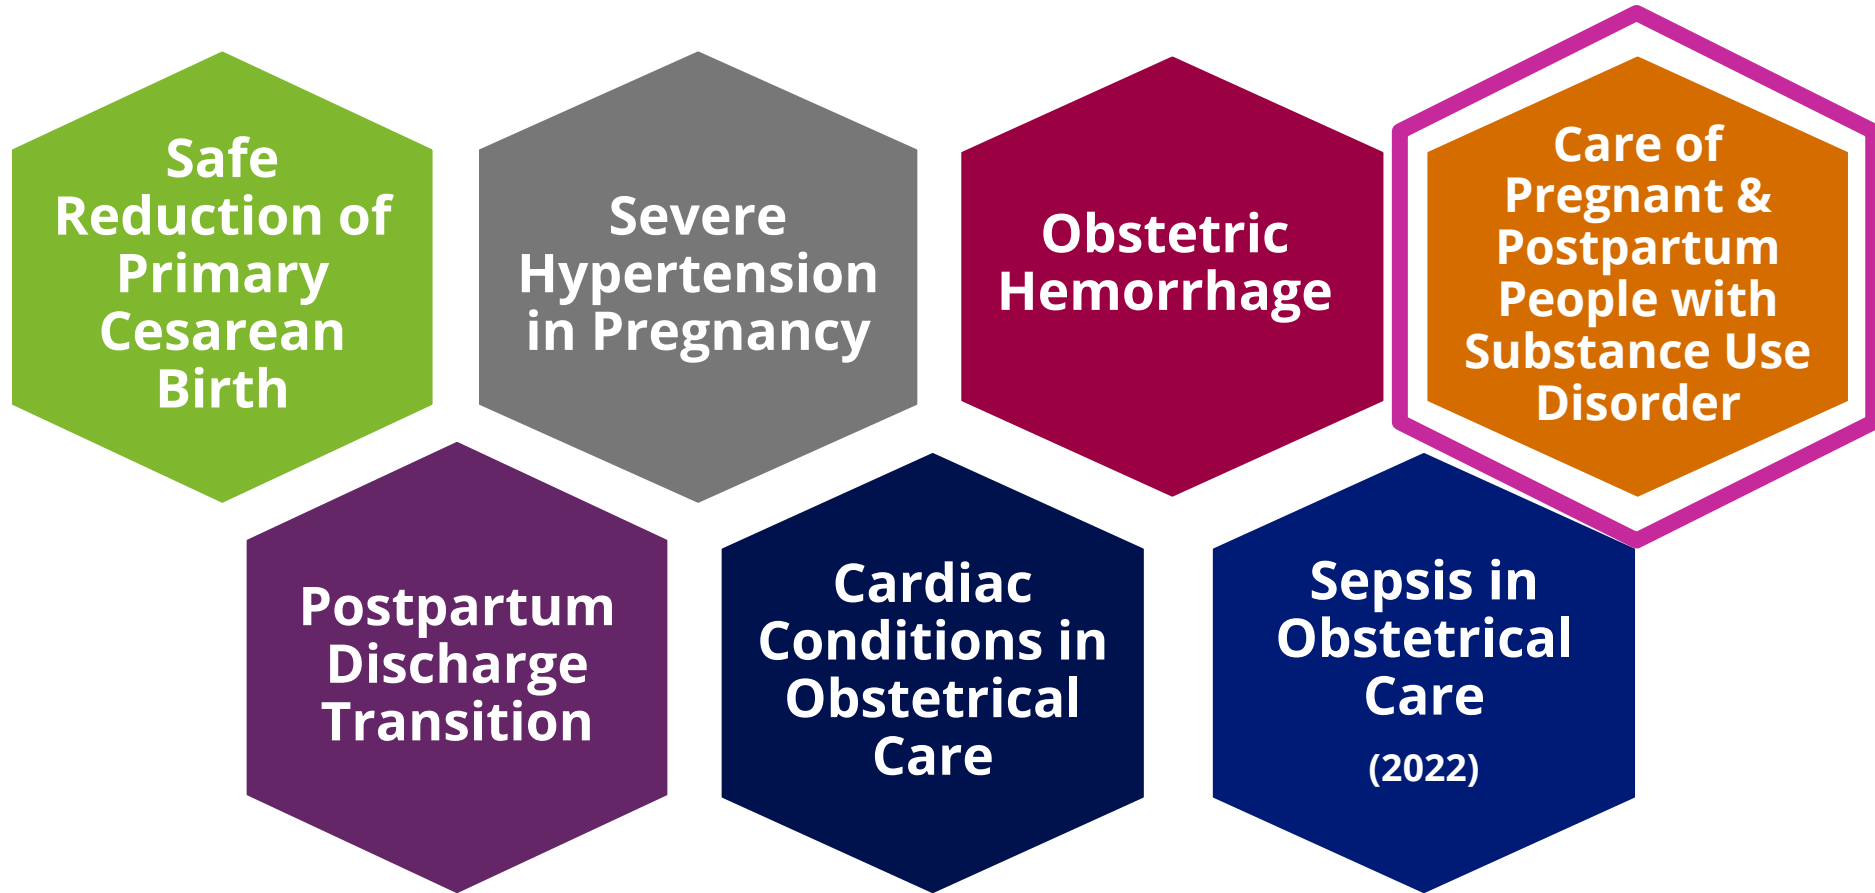 Safe
Reduction of
Primary
Cesarean
Birth
Severe
Hypertension
in Pregnancy
Obstetric
Hemorrhage
Care of
Pregnant &
Postpartum
People with
Substance Use
Disorder
Postpartum
Discharge
Transition
Cardiac
Conditions in
Obstetrical
Care
Sepsis in
Obstetrical
Care
(2022)